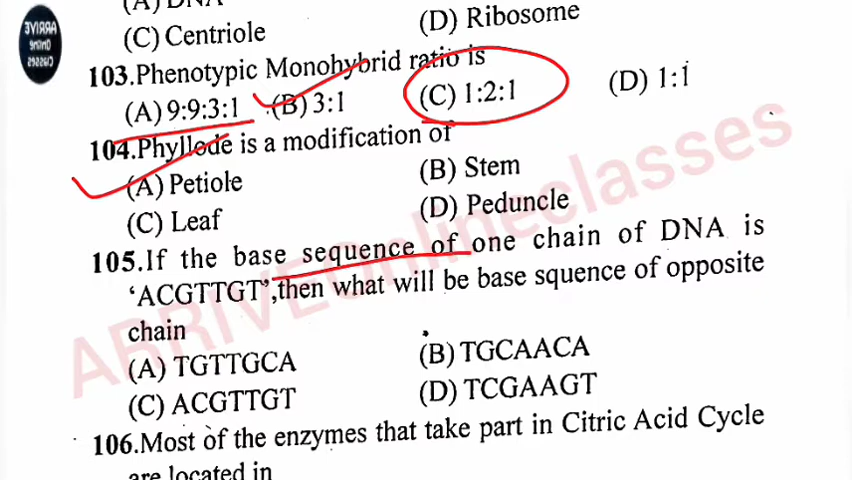 (A) DNA
(C) Centriole (D) Ribosome
103.Phenotypic Monohybrid ratio is
(A) 9:9:3:1 (B) 3:1 (C) 1:2:1 (D) 1:1
104.Phyllode is a modification of
(A) Petiole (B) Stem
(C) Leaf (D) Peduncle
105.If the base sequence of one chain of DNA is
‘ACGTTGT’,then what will be base squence of opposite
chain
(A) TGTTGCA (B) TGCAACA
(C) ACGTTGT (D) TCGAAGT
106.Most of the enzymes that take part in Citric Acid Cycle
are located in
ARRIVEOnlineclasses
ARRIVE
Online
Classes